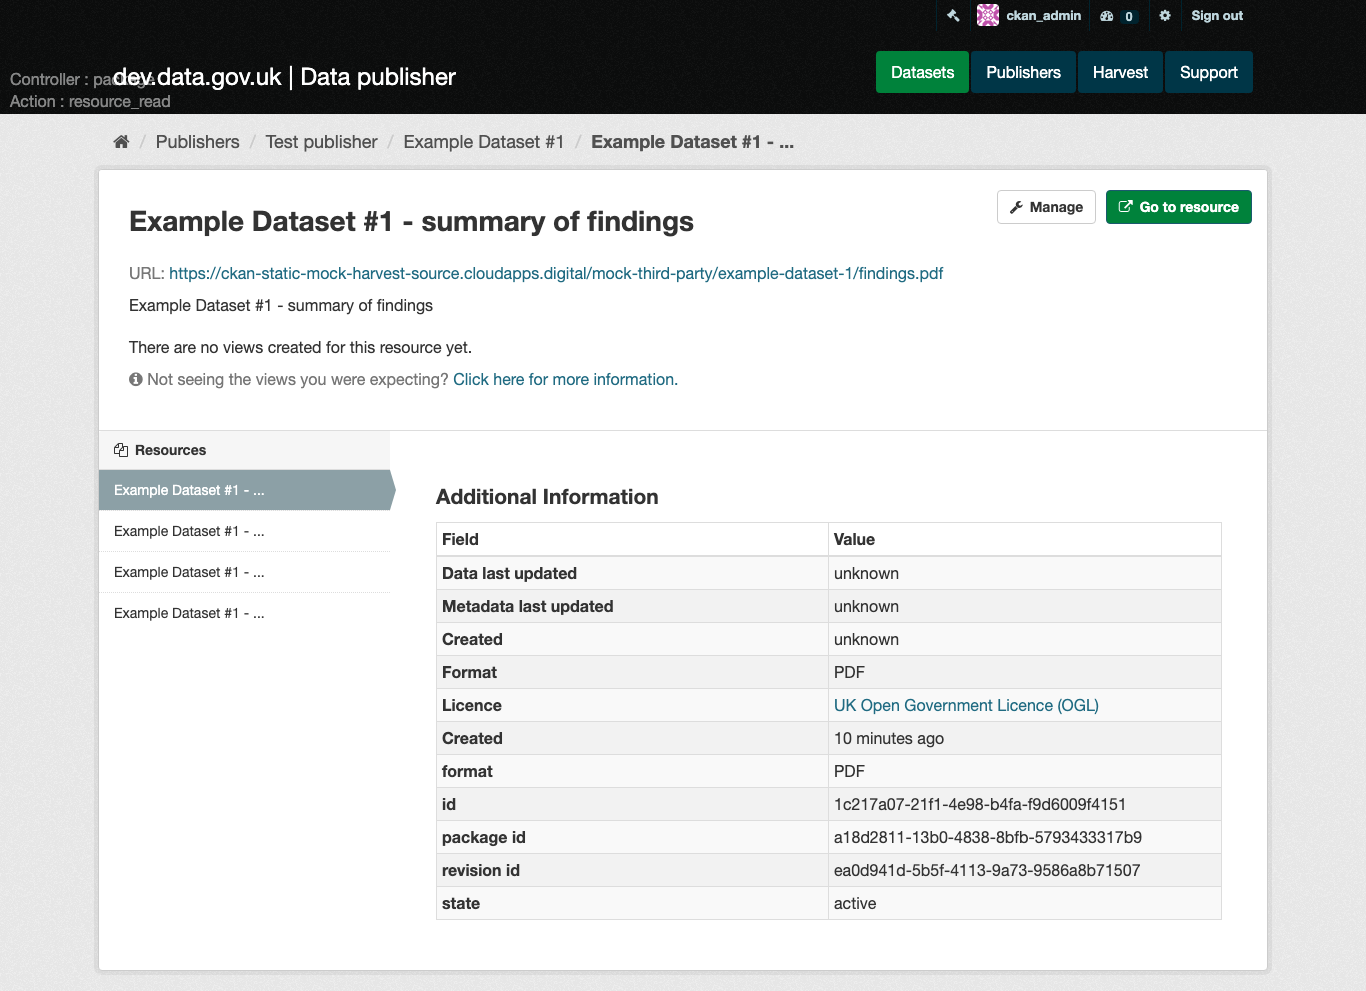 ckan_admin 0 Sign out
Controller : package
dev.data.gov.uk | Data publisher
Action : resource_read
Datasets Publishers Harvest Support
/ Publishers / Test publisher / Example Dataset #1 / Example Dataset #1 - ...
Manage Go to resource
Example Dataset #1 - summary of findings
URL: https://ckan-static-mock-harvest-source.cloudapps.digital/mock-third-party/example-dataset-1/findings.pdf
Example Dataset #1 - summary of findings
There are no views created for this resource yet.
Not seeing the views you were expecting? Click here for more information.
Resources
Example Dataset #1 - ...
Example Dataset #1 - ...
Example Dataset #1 - ...
Example Dataset #1 - ...
Additional Information
Field Value
Data last updated unknown
Metadata last updated unknown
Created unknown
Format PDF
Licence UK Open Government Licence (OGL)
Created 10 minutes ago
format PDF
id 1c217a07-21f1-4e98-b4fa-f9d6009f4151
package id a18d2811-13b0-4838-8bfb-5793433317b9
revision id ea0d941d-5b5f-4113-9a73-9586a8b71507
state active